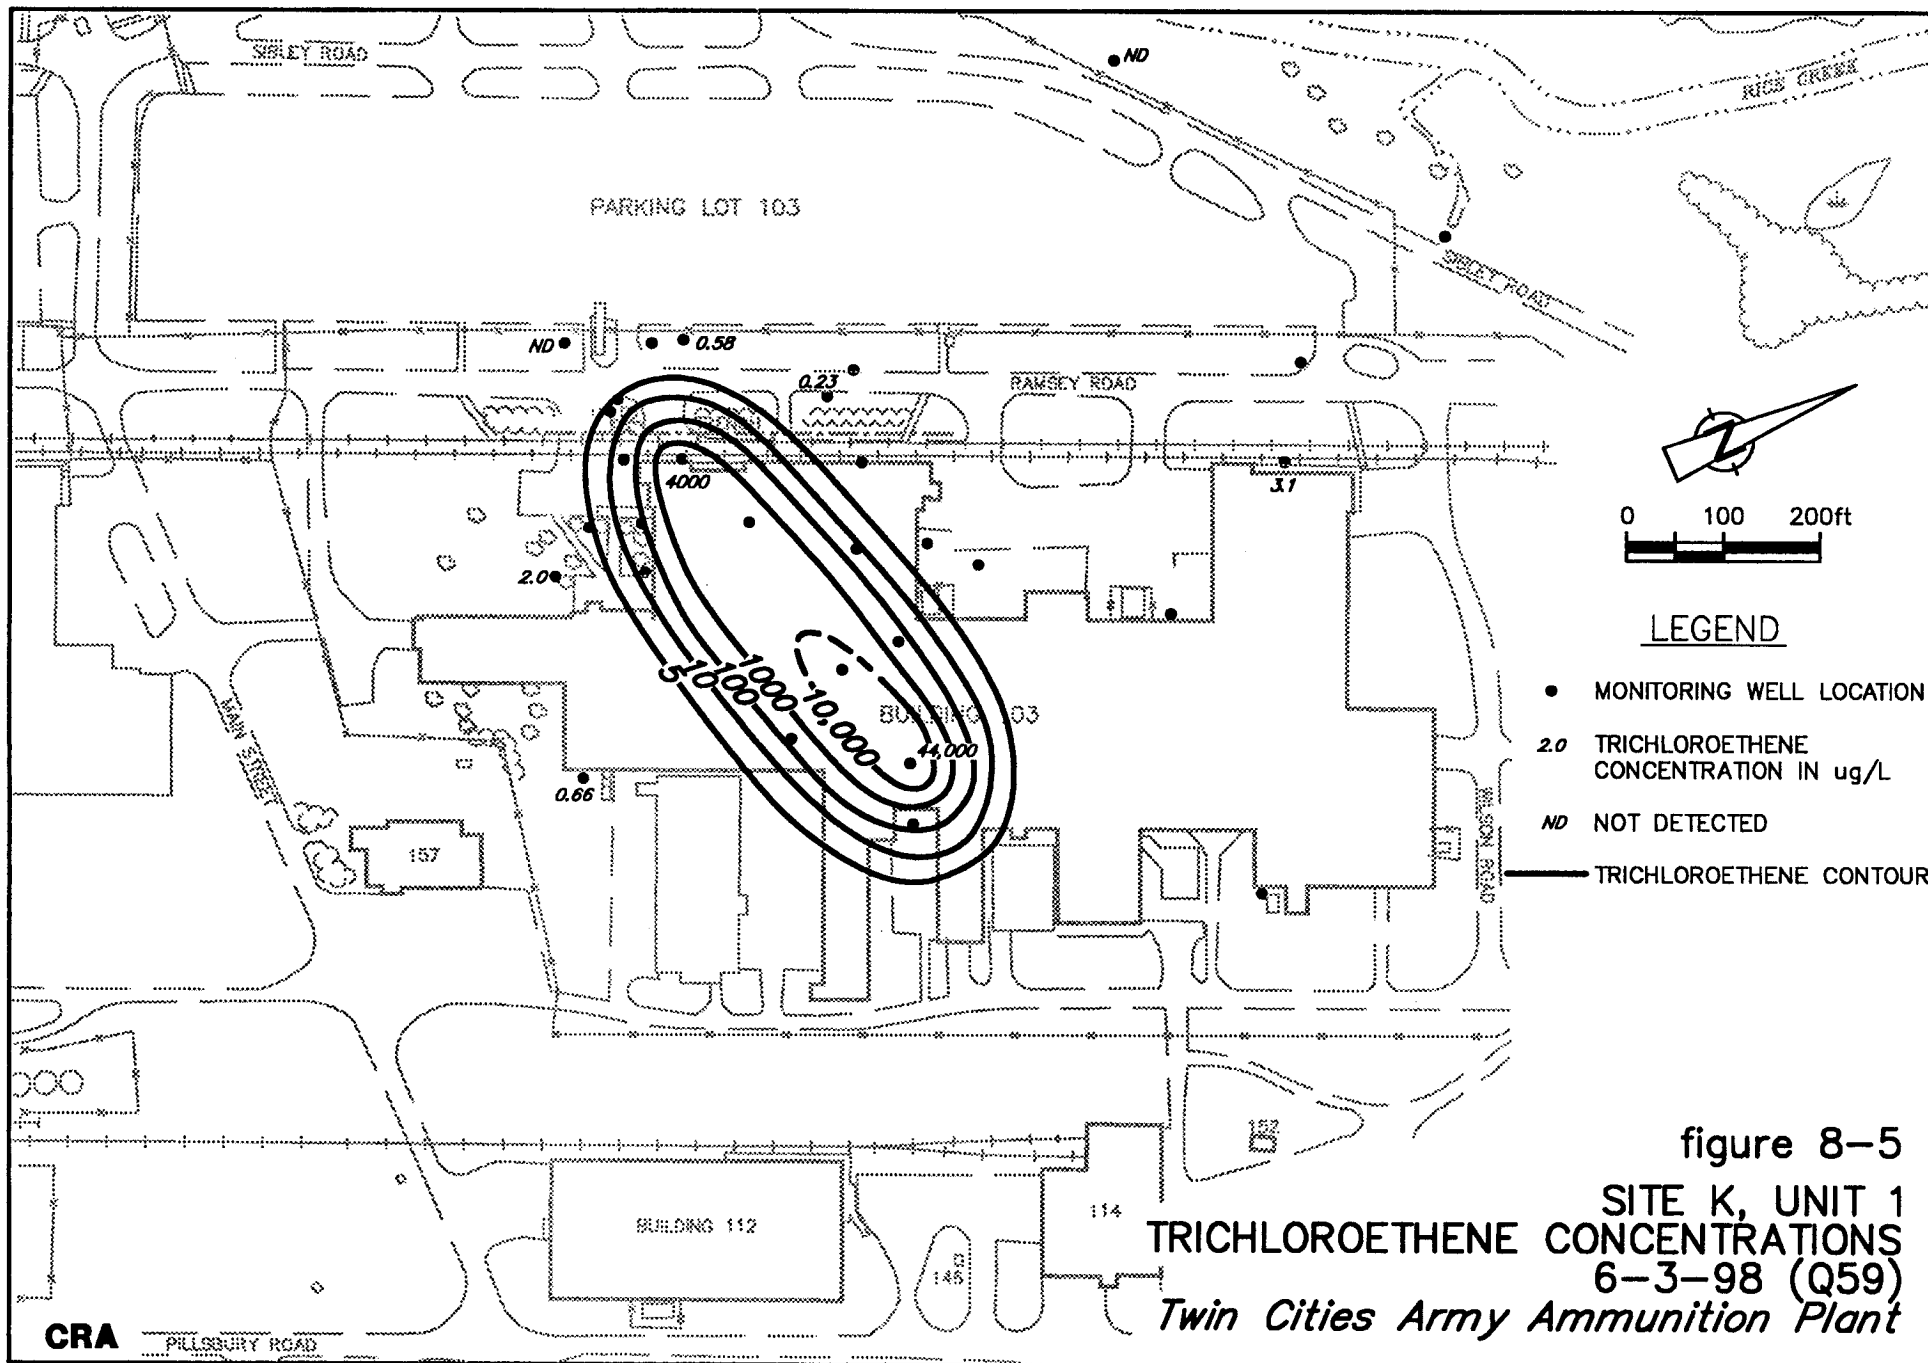 SIBLEY ROAD
ND
RICE CREEK
PARKING LOT 103
SIBLEY ROAD
ND
0.58
0.23
RAMSEY ROAD
4000
3.1
2.0
0 100 200ft
N
LEGEND
MONITORING WELL LOCATION
2.0 TRICHLOROETHENE
CONCENTRATION IN ug/L
ND NOT DETECTED
TRICHLOROETHENE CONTOUR
5 10 100 1000 10,000
BUILDING 103
44,000
MAIN STREET
0.66
157
WILSON ROAD
BUILDING 112
114
146
figure 8-5
SITE K, UNIT 1
TRICHLOROETHENE CONCENTRATIONS
6-3-98 (Q59)
Twin Cities Army Ammunition Plant
CRA
PILLSBURY ROAD